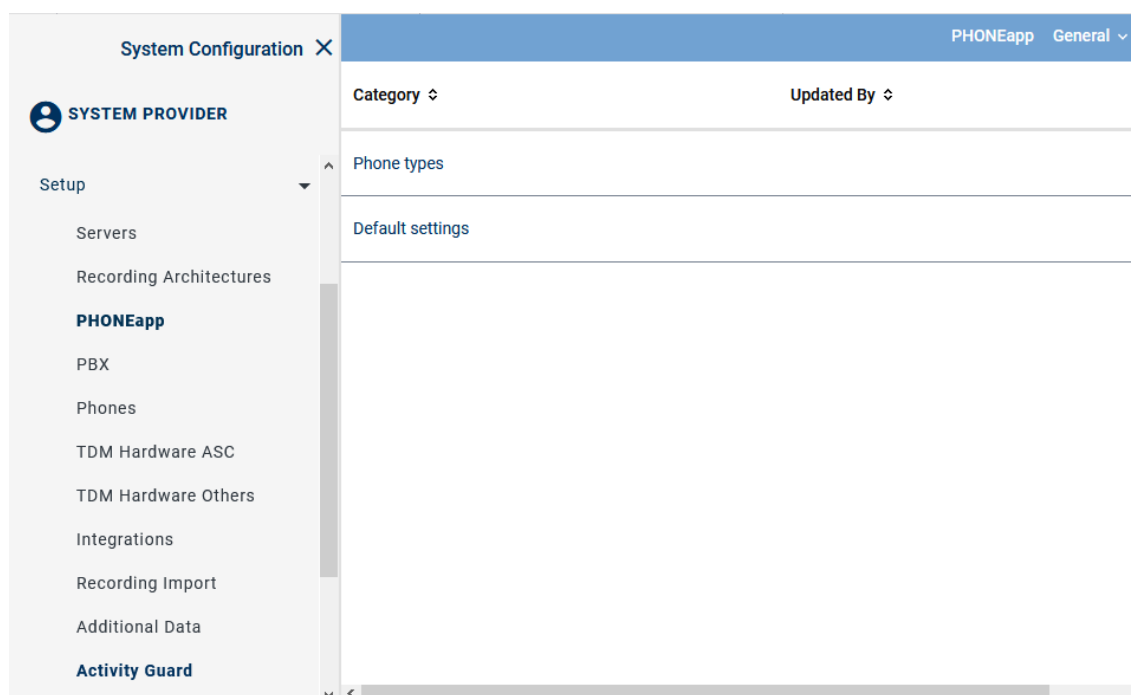 System Configuration
SYSTEM PROVIDER
Setup
Servers
Recording Architectures
PHONEapp
PBX
Phones
TDM Hardware ASC
TDM Hardware Others
Integrations
Recording Import
Additional Data
Activity Guard
PHONEapp General
Category Updated By
Phone types
Default settings